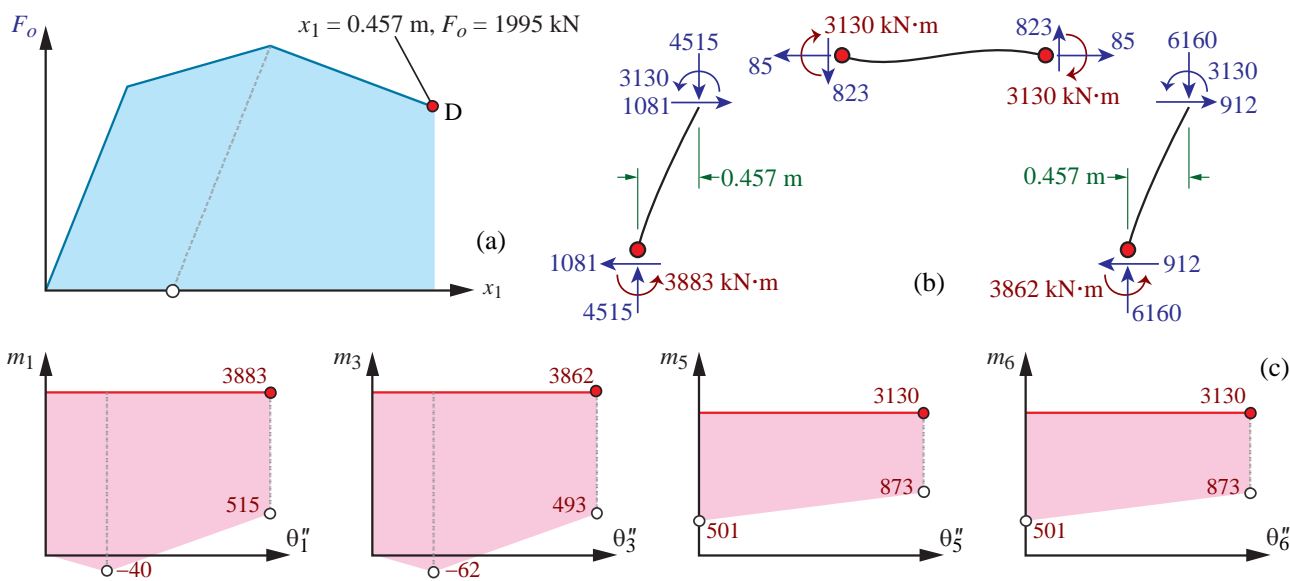 F_o
x_1 = 0.457 m, F_o = 1995 kN
D
(a)
x_1
4515
3130
1081
0.457 m
1081
3883 kN·m
4515
3130 kN·m
85
823
823
85
3130 kN·m
6160
3130
912
0.457 m
912
3862 kN·m
6160
(b)
m_1
3883
515
−40
θ″_1
m_3
3862
493
−62
θ″_3
m_5
3130
873
501
θ″_5
m_6
3130
873
501
θ″_6
(c)